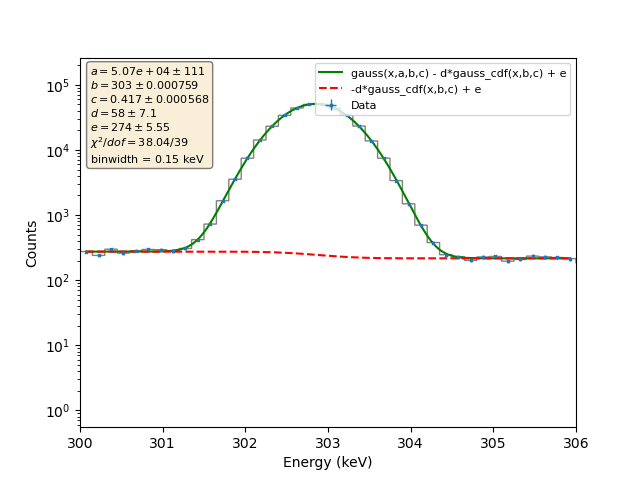 a = 5.07e + 04 ± 111
b = 303 ± 0.000759
c = 0.417 ± 0.000568
d = 58 ± 7.1
e = 274 ± 5.55
χ²/dof = 38.04/39
binwidth = 0.15 keV
gauss(x,a,b,c) - d*gauss_cdf(x,b,c) + e
-d*gauss_cdf(x,b,c) + e
Data
Counts
10⁵
10⁴
10³
10²
10¹
10⁰
300 301 302 303 304 305 306
Energy (keV)